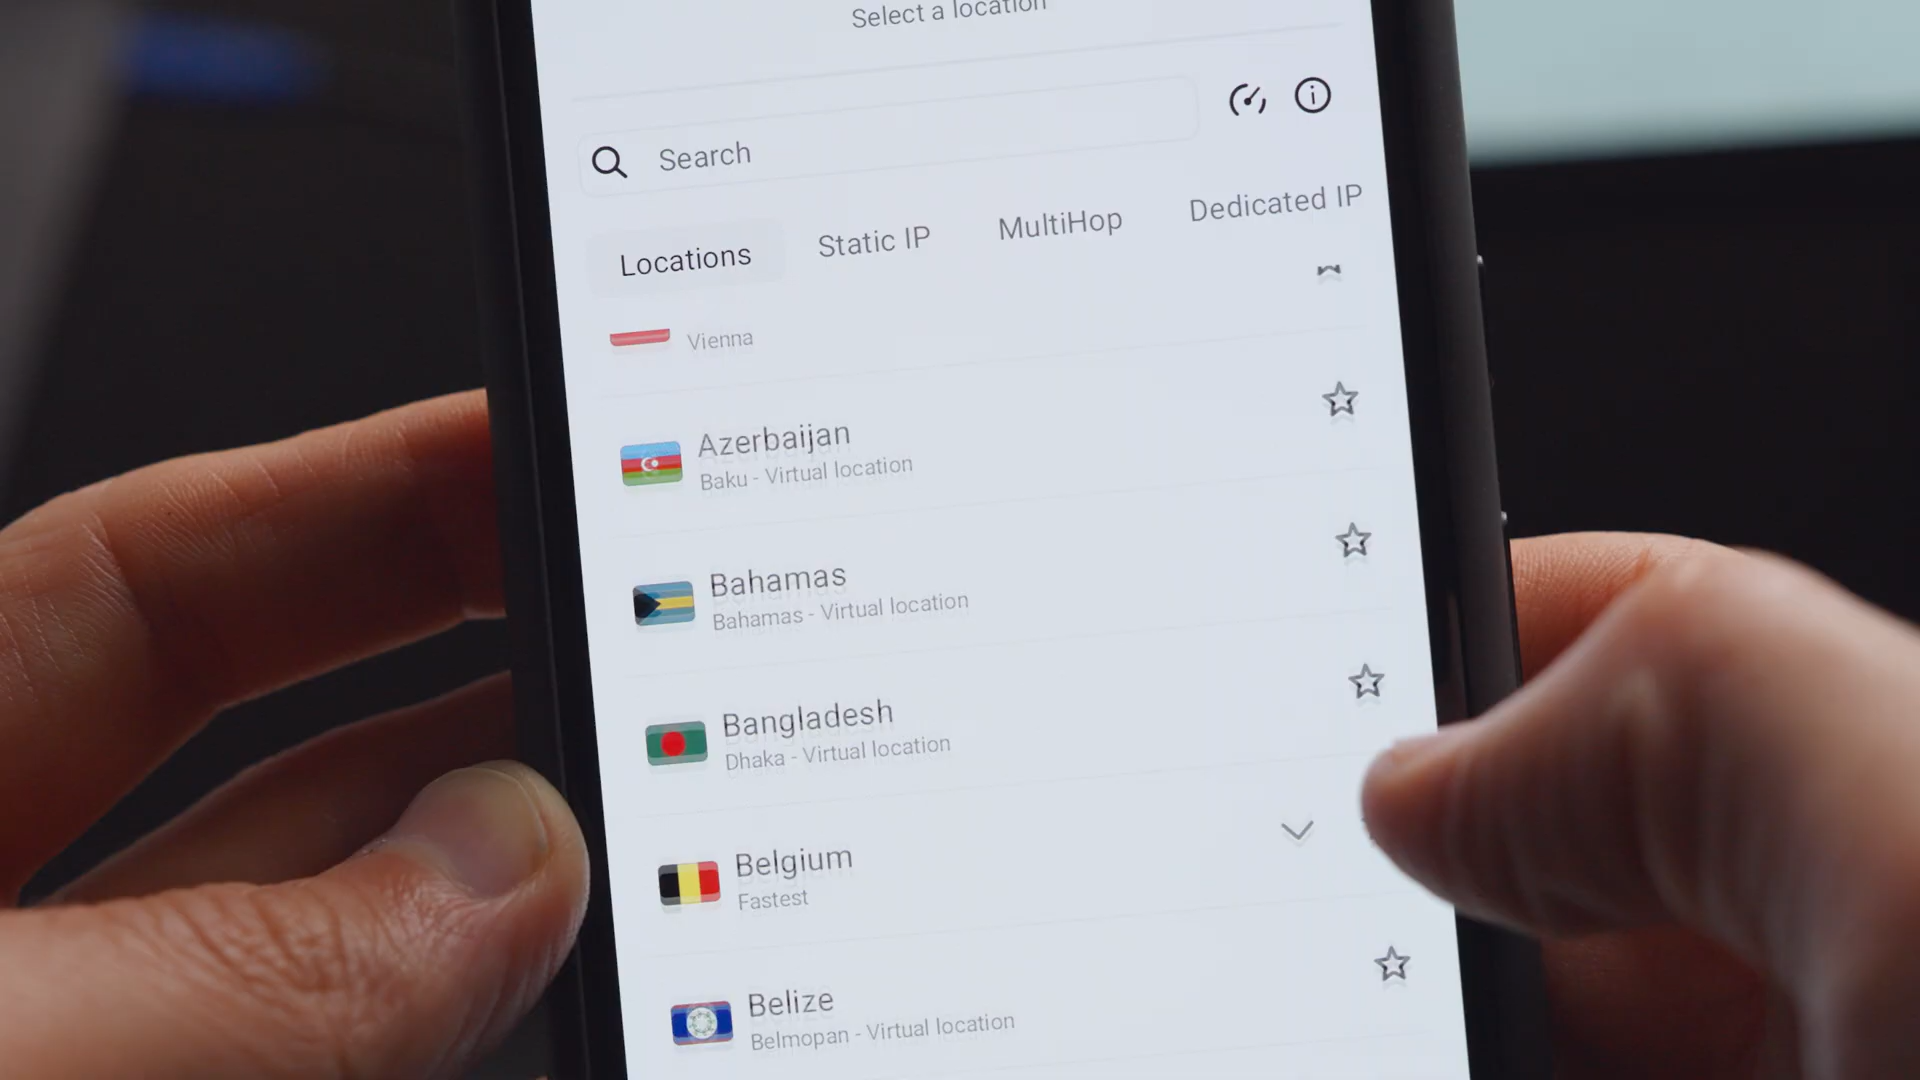 Select a location
Search
Locations
Static IP
MultiHop
Dedicated IP
Vienna
Azerbaijan
Baku - Virtual location
Bahamas
Bahamas - Virtual location
Bangladesh
Dhaka - Virtual location
Belgium
Fastest
Belize
Belmopan - Virtual location